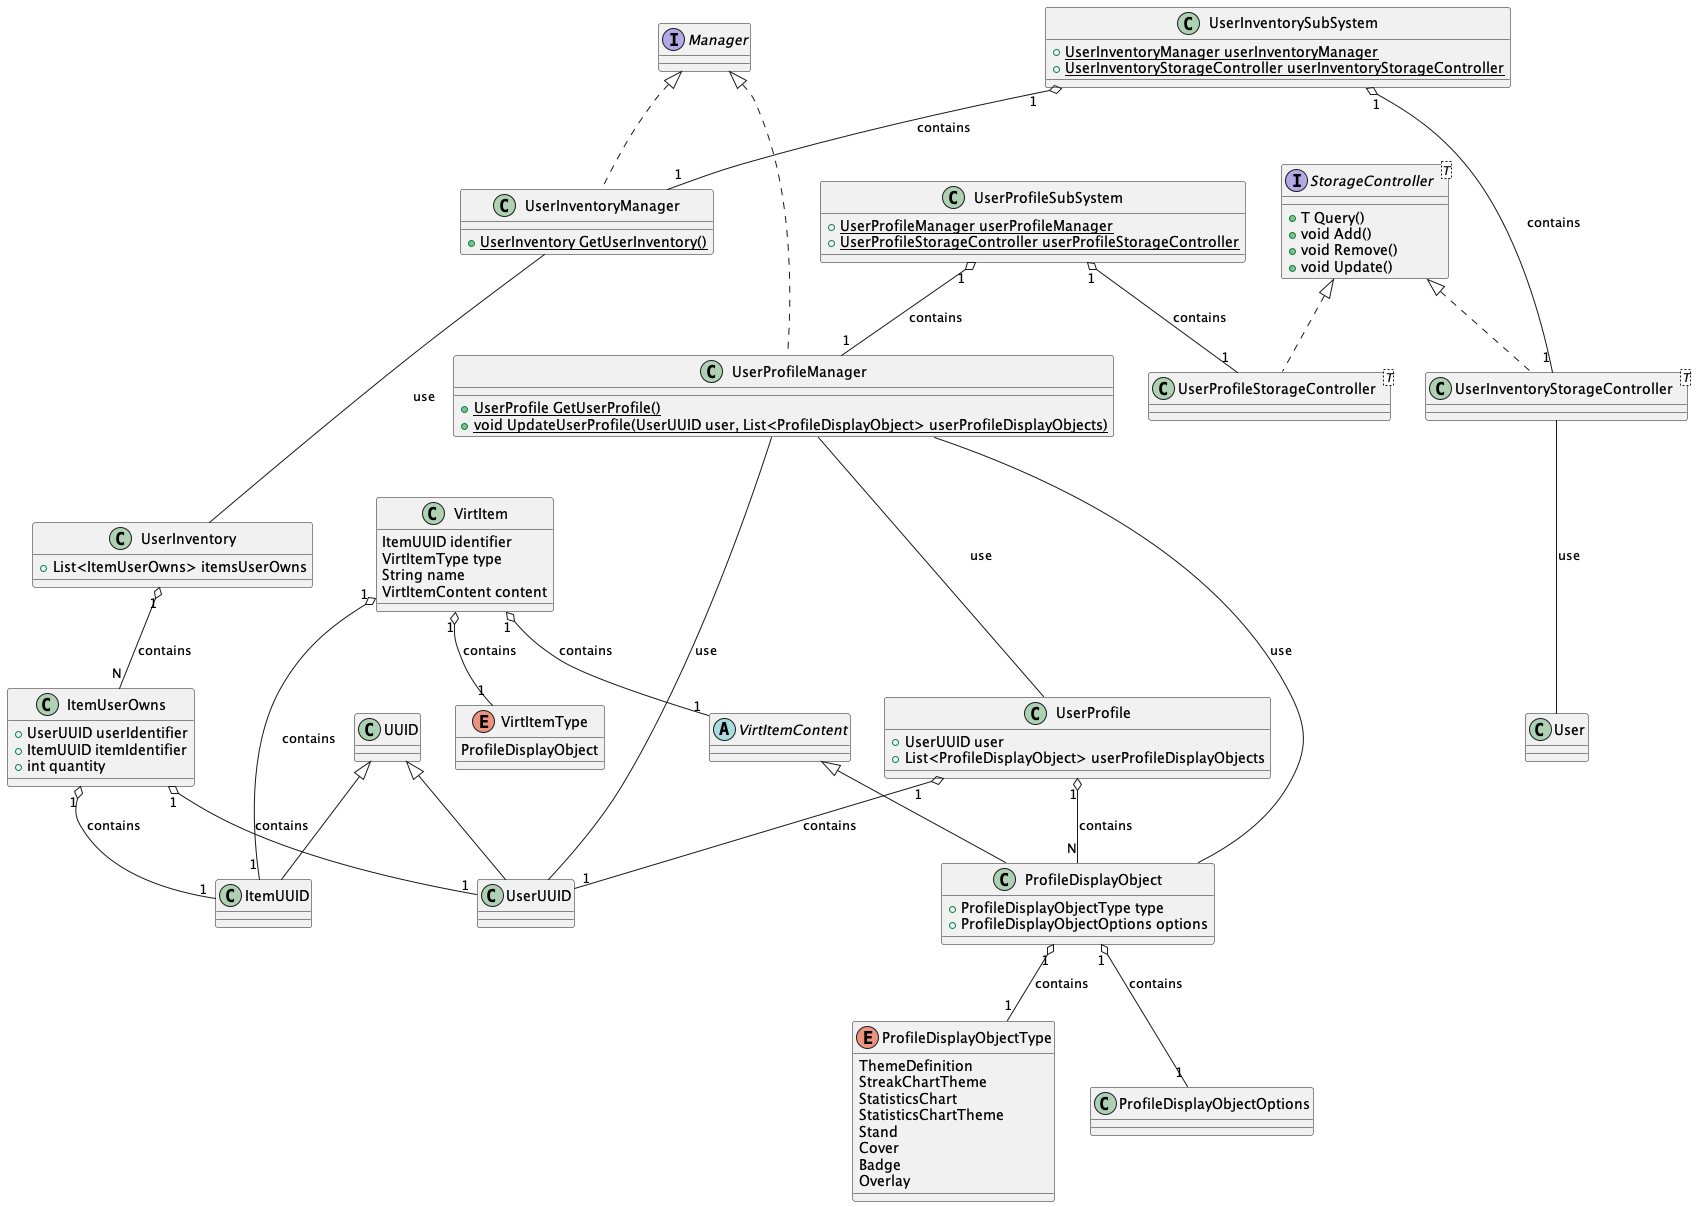 I Manager
C UserInventorySubSystem
UserInventoryManager userInventoryManager
UserInventoryStorageController userInventoryStorageController
1
1
contains
1
contains
C UserInventoryManager
UserInventory GetUserInventory()
C UserProfileSubSystem
UserProfileManager userProfileManager
UserProfileStorageController userProfileStorageController
I StorageController T
T Query()
void Add()
void Remove()
void Update()
1
1
contains
contains
1
1
1
C UserProfileManager
UserProfile GetUserProfile()
void UpdateUserProfile(UserUUID user, List<ProfileDisplayObject> userProfileDisplayObjects)
C UserProfileStorageController T
C UserInventoryStorageController T
use
C UserInventory
List<ItemUserOwns> itemsUserOwns
C VirtItem
ItemUUID identifier
VirtItemType type
String name
VirtItemContent content
use
use
1
1
1
1
contains
contains
contains
use
use
N
1
1
C ItemUserOwns
UserUUID userIdentifier
ItemUUID itemIdentifier
int quantity
contains
C UUID
E VirtItemType
ProfileDisplayObject
A VirtItemContent
C UserProfile
UserUUID user
List<ProfileDisplayObject> userProfileDisplayObjects
C User
1
1
1
1
contains
contains
contains
contains
1
N
1
1
1
C ItemUUID
C UserUUID
C ProfileDisplayObject
ProfileDisplayObjectType type
ProfileDisplayObjectOptions options
1
1
contains
contains
1
1
E ProfileDisplayObjectType
ThemeDefinition
StreakChartTheme
StatisticsChart
StatisticsChartTheme
Stand
Cover
Badge
Overlay
C ProfileDisplayObjectOptions